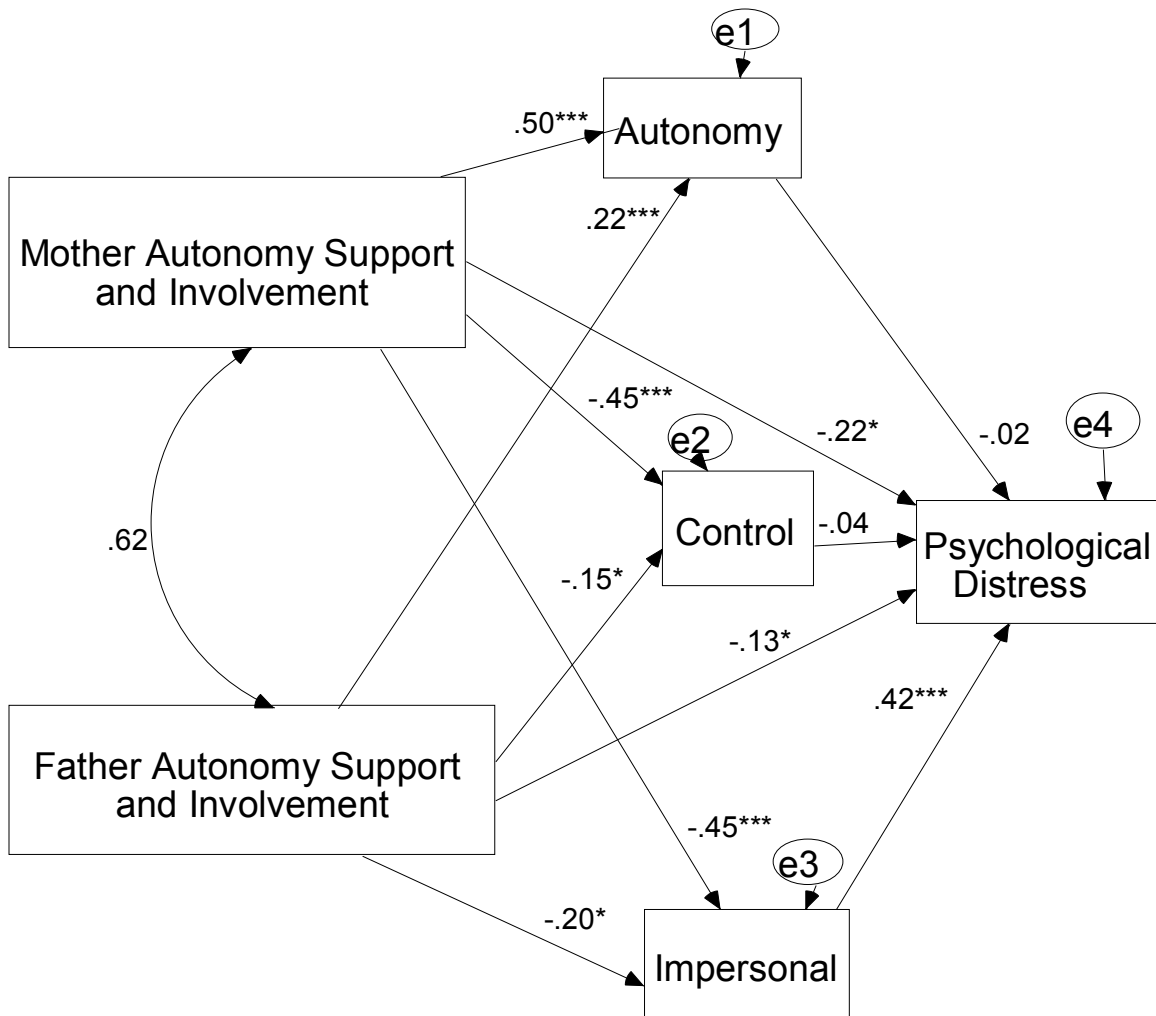 e1
.50***
Autonomy
.22***
Mother Autonomy Support
and Involvement
-.45***
e2
-.22*
-.02
e4
.62
Control
-.04
Psychological
Distress
-.15*
-.13*
.42***
Father Autonomy Support
and Involvement
-.45***
e3
-.20*
Impersonal